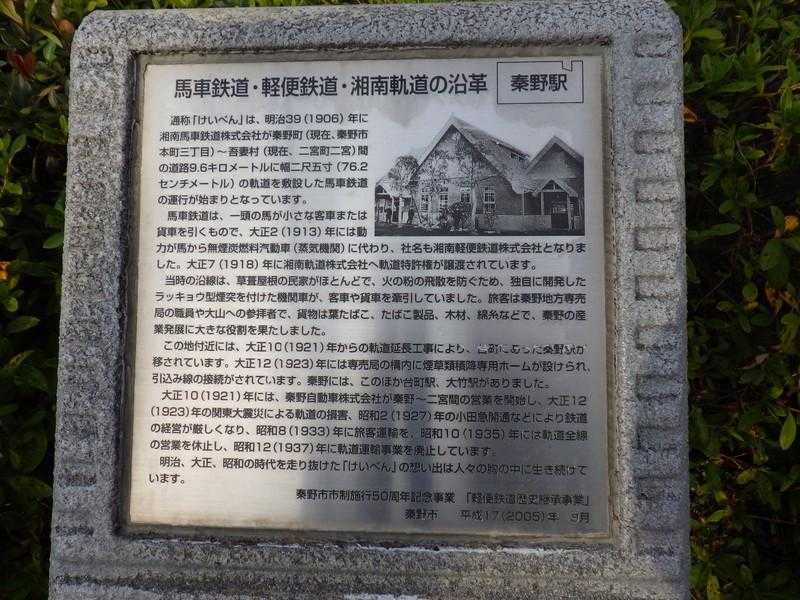 馬車鉄道・軽便鉄道・湘南軌道の沿革 秦野駅
通称「けいべん」は、明治39(1906)年に
湘南馬車鉄道株式会社が秦野町(現在、秦野市
本町三丁目)~吾妻村(現在、二宮町二宮)間
の道路9.6キロメートルに幅二尺五寸(76.2
センチメートル)の軌道を敷設した馬車鉄道
の運行が始まりとなっています。
馬車鉄道は、一頭の馬が小さな客車または
貨車を引くもので、大正2(1913)年には動
力が馬から無煙炭燃料汽動車(蒸気機関)に代わり、社名も湘南軽便鉄道株式会社となりま
した。大正7(1918)年に湘南軌道株式会社へ軌道特許権が譲渡されています。
当時の沿線は、草葺屋根の民家がほとんどで、火の粉の飛散を防ぐため、独自に開発した
ラッキョウ型煙突を付けた機関車が、客車や貨車を牽引していました。旅客は秦野地方専売
局の職員や大山への参拝者で、貨物は葉たばこ、たばこ製品、木材、綿糸などで、秦野の産
業発展に大きな役割を果たしました。
この地付近には、大正10(1921)年からの軌道延長工事により、台町にあった秦野駅が
移されています。大正12(1923)年には専売局の構内に煙草類積降専用ホームが設けられ、
引込み線の接続がされています。秦野には、このほか台町駅、大竹駅がありました。
大正10(1921)年には、秦野自動車株式会社が秦野~二宮間の営業を開始し、大正12
(1923)年の関東大震災による軌道の損害、昭和2(1927)年の小田急開通などにより鉄道
の経営が厳しくなり、昭和8(1933)年に旅客運輸を、昭和10(1935)年には軌道全線
の営業を休止し、昭和12(1937)年に軌道運輸事業を廃止しています。
明治、大正、昭和の時代を走り抜けた「けいべん」の想い出は人々の胸の中に生き続けて
います。
秦野市市制施行50周年記念事業 「軽便鉄道歴史継承事業」
秦野市 平成17(2005)年 9月